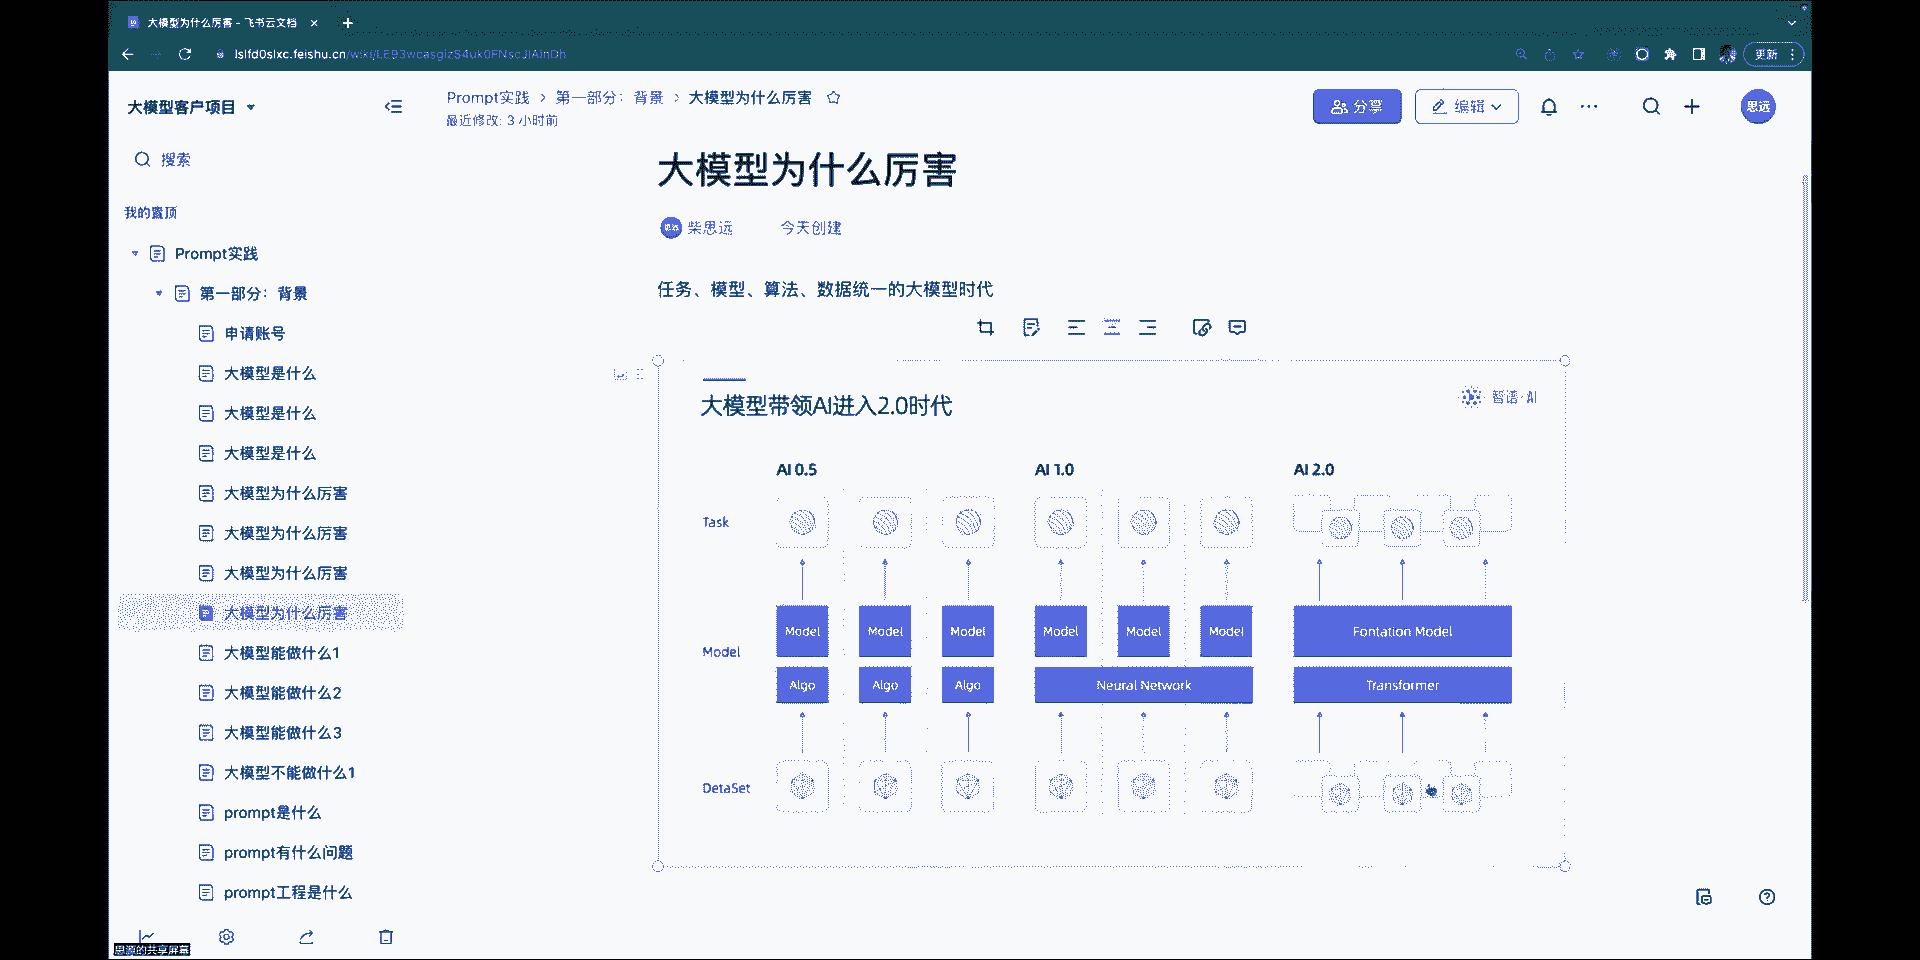 大模型为什么厉害 - 飞书云文档
lslfd0slxc.feishu.cn/wiki/
更新
大模型客户项目
Prompt实践 > 第一部分：背景 > 大模型为什么厉害
最近修改: 3 小时前
分享
编辑
思远
搜索
我的置顶
Prompt实践
第一部分：背景
申请账号
大模型是什么
大模型是什么
大模型是什么
大模型为什么厉害
大模型为什么厉害
大模型为什么厉害
大模型为什么厉害
大模型能做什么1
大模型能做什么2
大模型能做什么3
大模型不能做什么1
prompt是什么
prompt有什么问题
prompt工程是什么
思源的共享屏幕
大模型为什么厉害
思远 柴思远 今天创建
任务、模型、算法、数据统一的大模型时代
大模型带领AI进入2.0时代
智谱·AI
AI 0.5 AI 1.0 AI 2.0
Task
Model Model Model Model Model Model Fontation Model
Model
Algo Algo Algo Neural Network Transformer
DetaSet